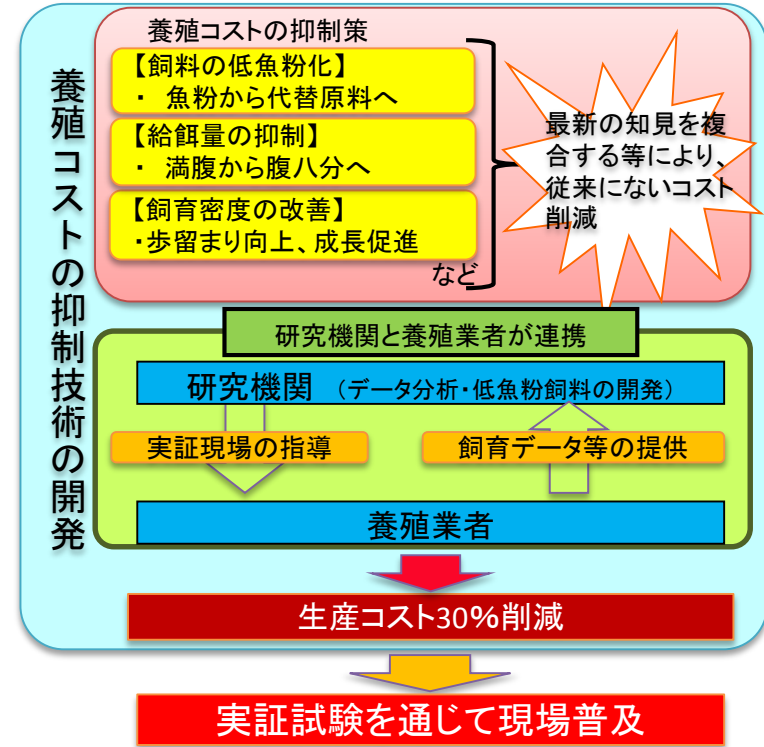 養殖コストの抑制技術の開発
養殖コストの抑制策
【飼料の低魚粉化】
・ 魚粉から代替原料へ
【給餌量の抑制】
・ 満腹から腹八分へ
【飼育密度の改善】
・歩留まり向上、成長促進
など
最新の知見を複
合する等により、
従来にないコスト
削減
研究機関と養殖業者が連携
研究機関 （データ分析・低魚粉飼料の開発）
実証現場の指導
飼育データ等の提供
養殖業者
生産コスト30%削減
実証試験を通じて現場普及